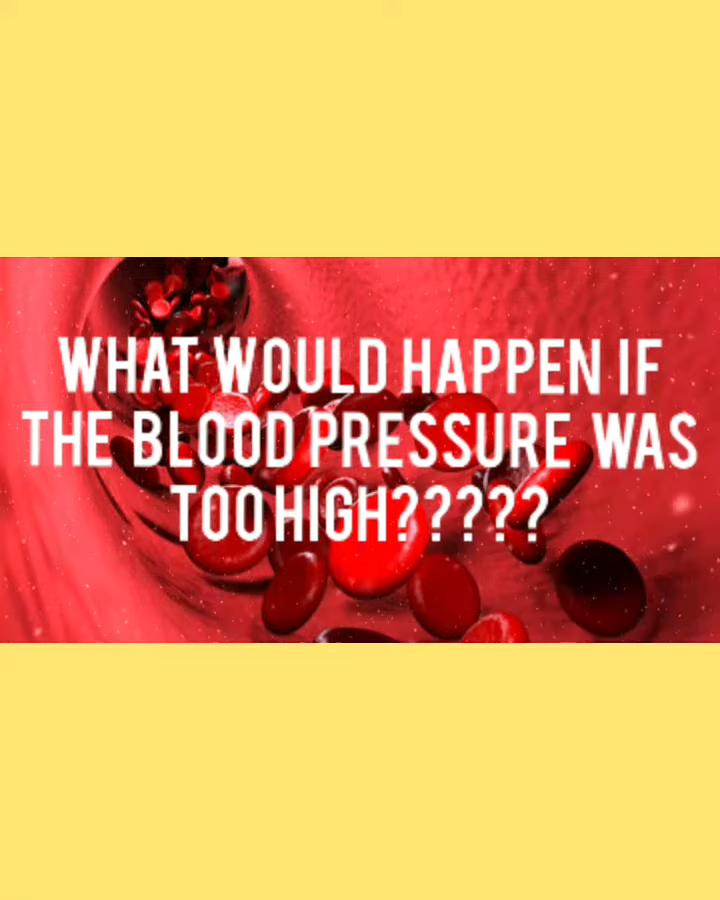 WHAT WOULD HAPPEN IF
THE BLOOD PRESSURE WAS
TOO HIGH?????